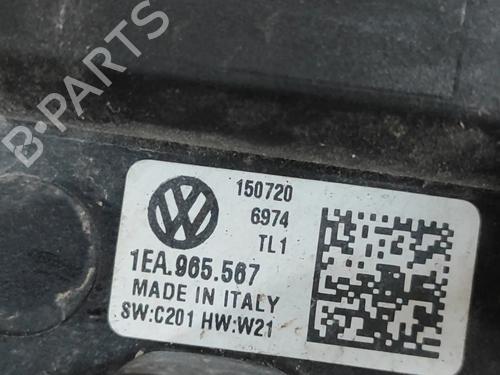 B-PARTS
150720
6974
TL1
1EA.965.567
MADE IN ITALY
SW:C201 HW:W21